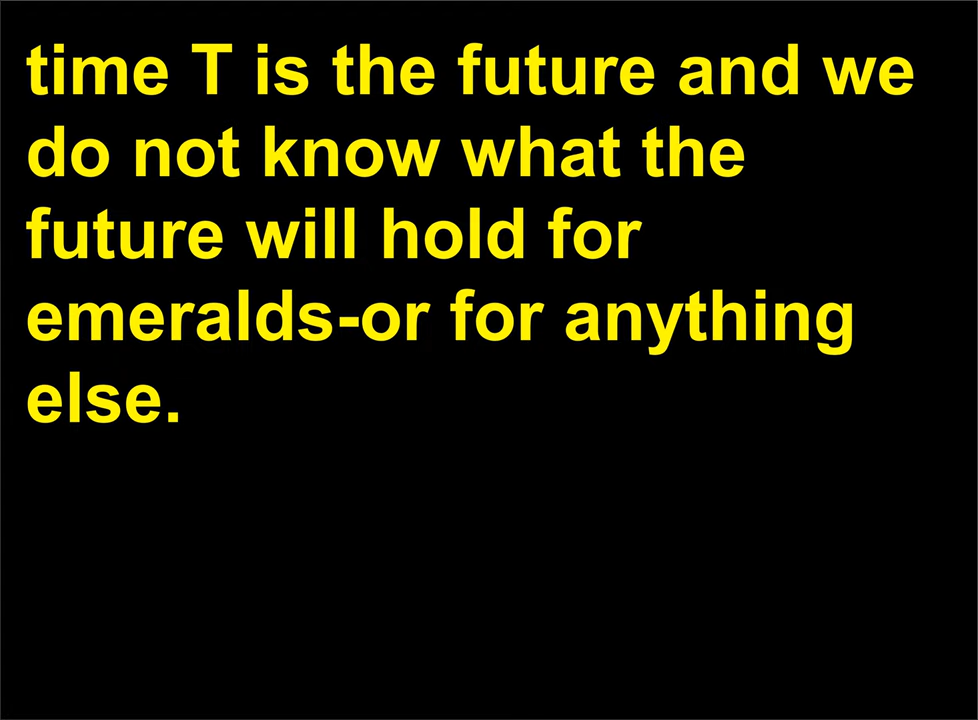 time T is the future and we
do not know what the
future will hold for
emeralds-or for anything
else.